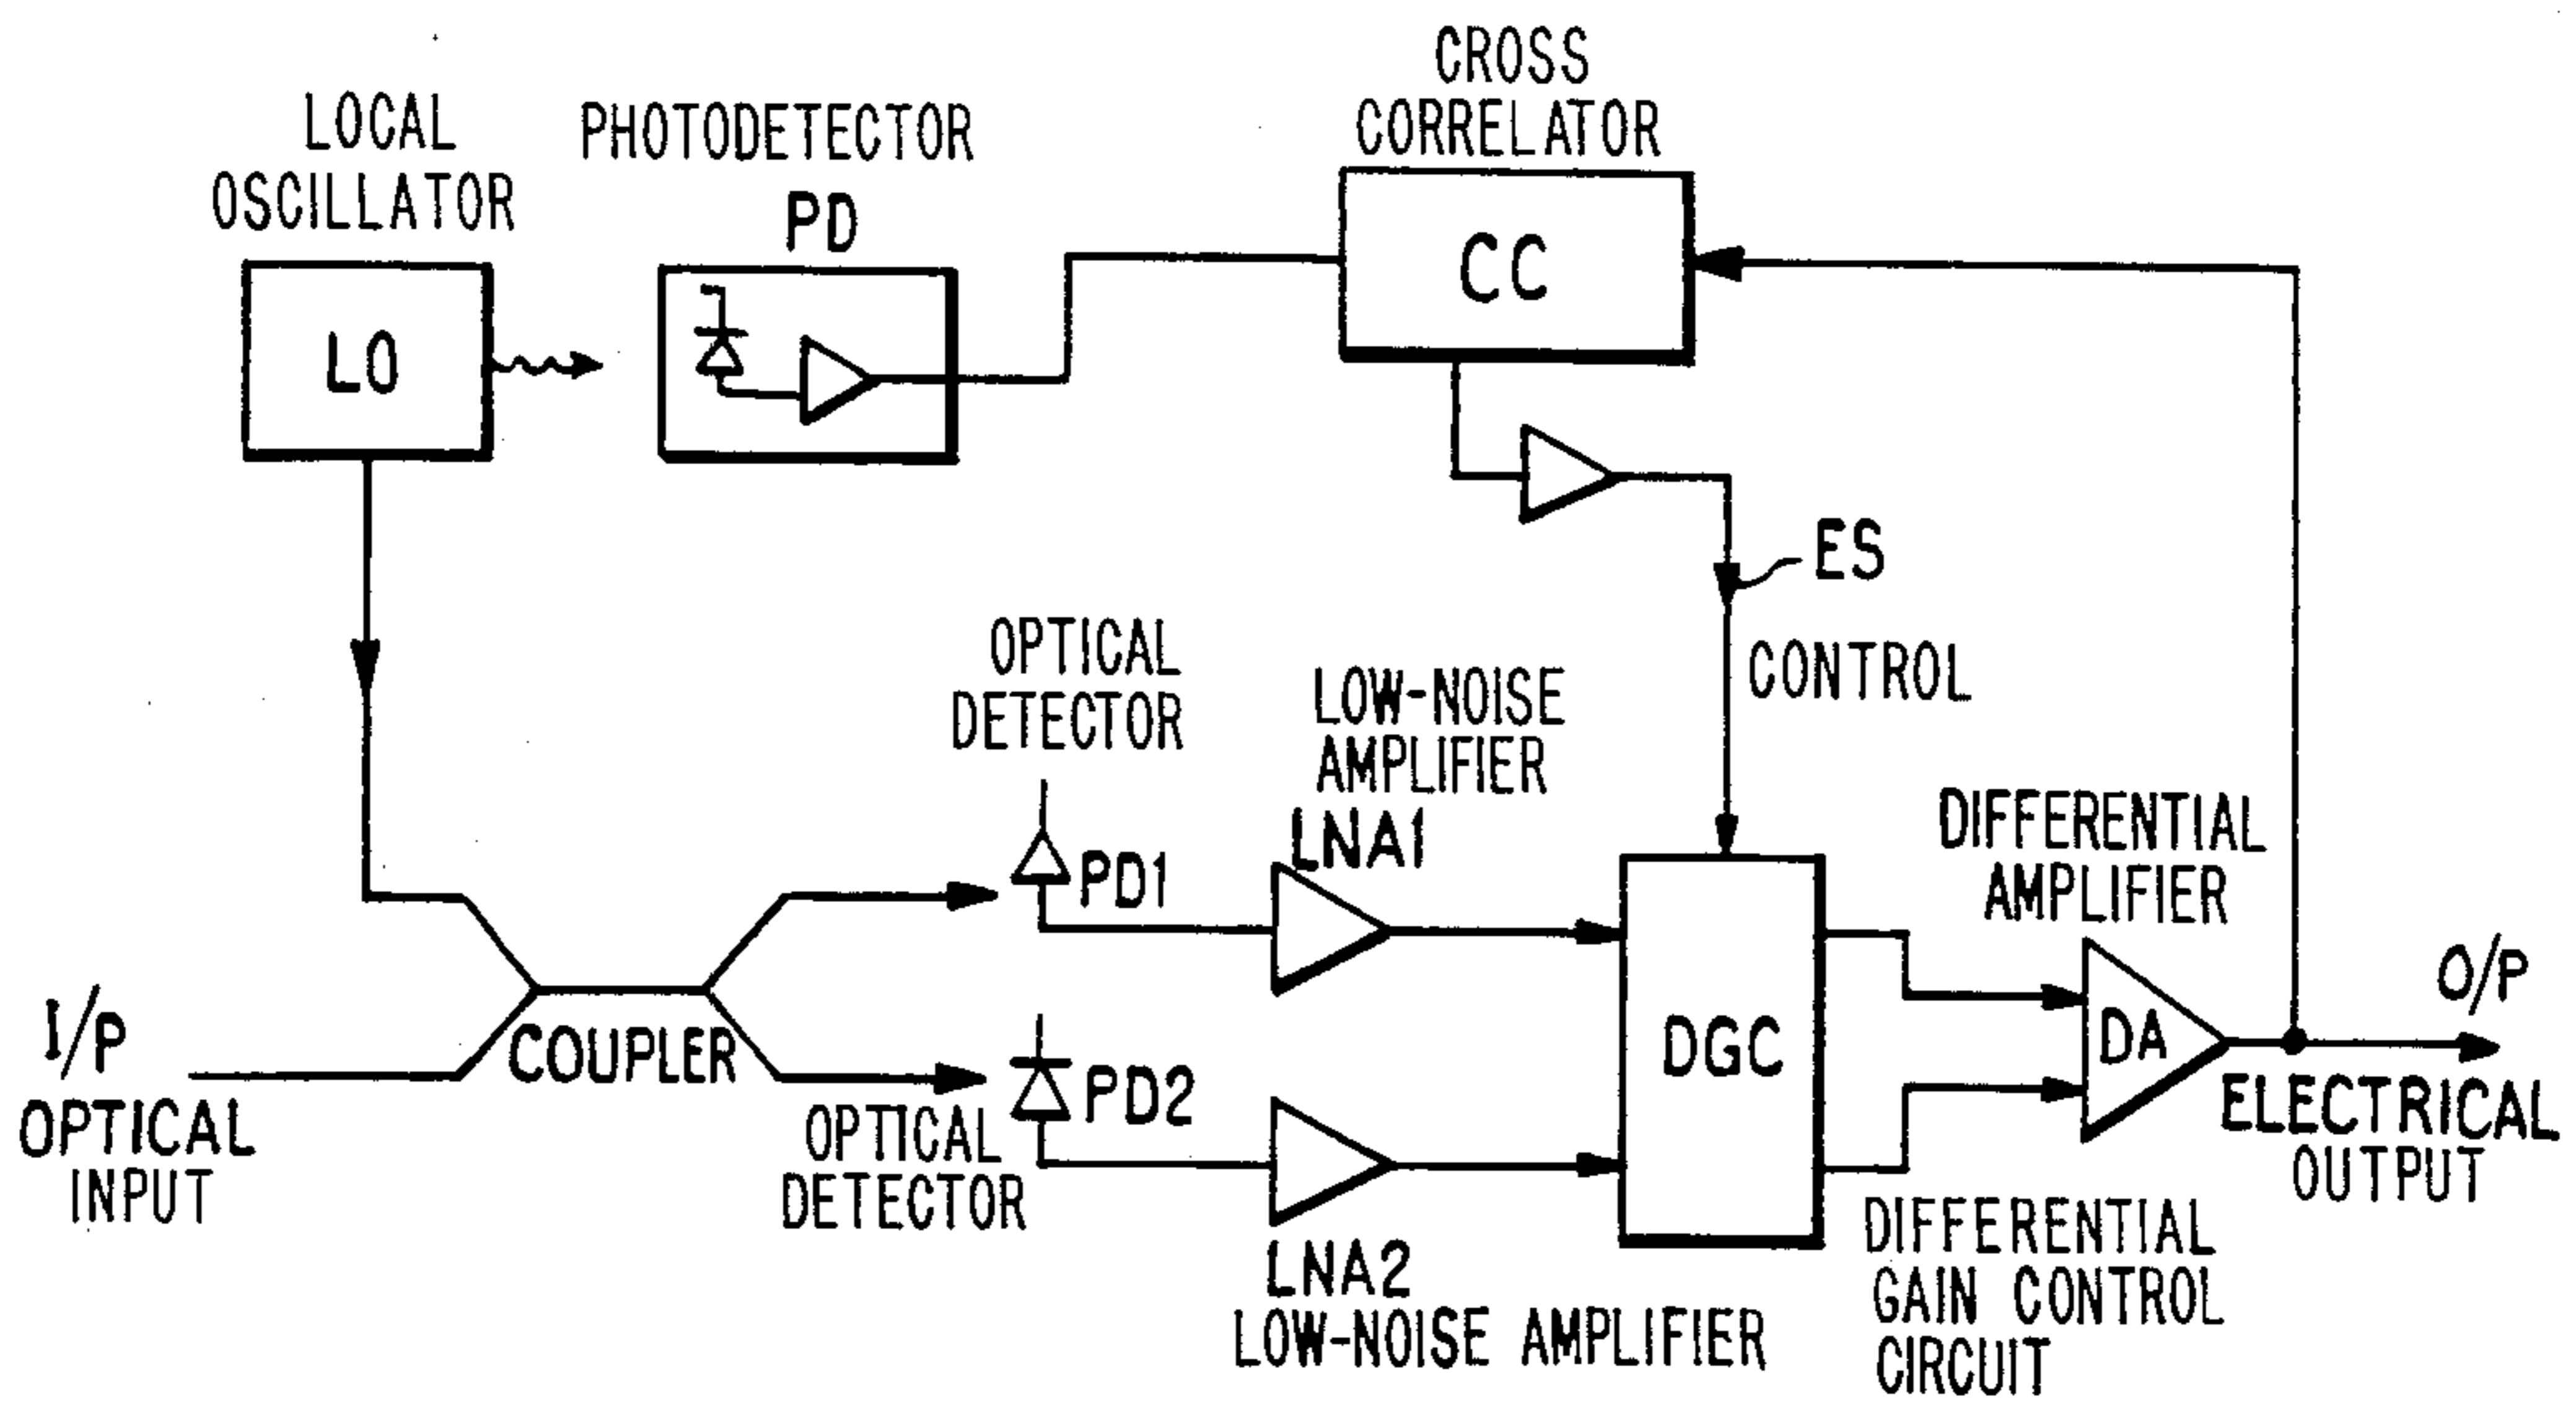 CROSS
CORRELATOR
LOCAL
OSCILLATOR
PHOTODETECTOR
PD
LO
CC
ES
CONTROL
OPTICAL
DETECTOR
LOW-NOISE
AMPLIFIER
LNA1
PD1
DIFFERENTIAL
AMPLIFIER
I/P
OPTICAL
INPUT
COUPLER
OPTICAL
DETECTOR
PD2
DGC
DA
O/P
ELECTRICAL
OUTPUT
LNA2
LOW-NOISE AMPLIFIER
DIFFERENTIAL
GAIN CONTROL
CIRCUIT